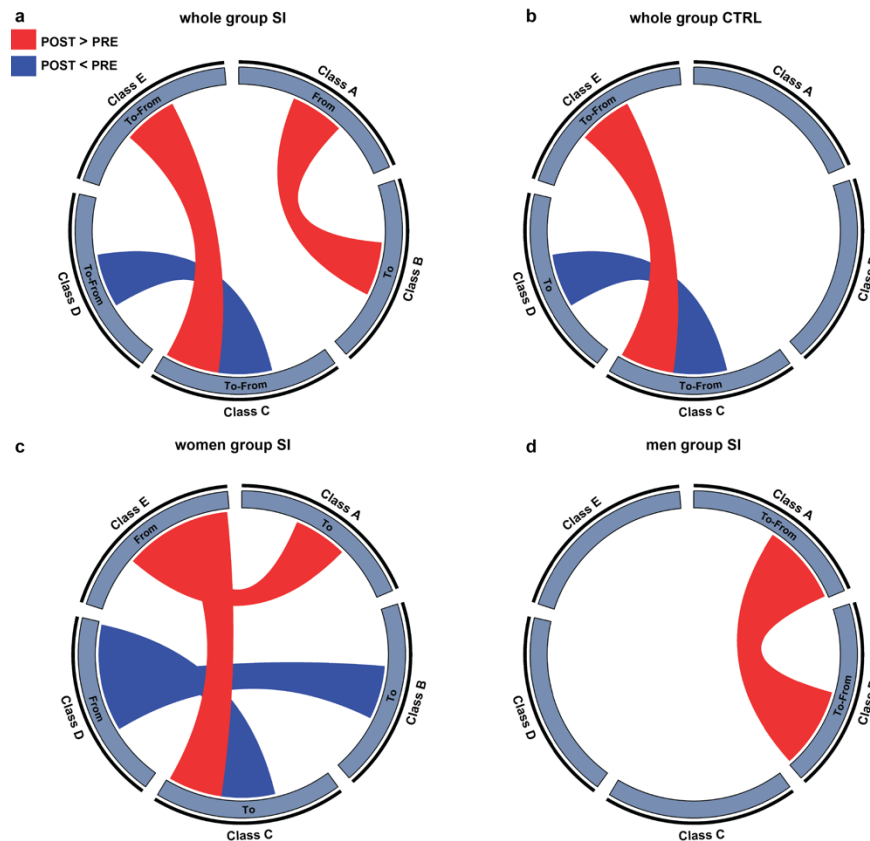 a
whole group SI
POST > PRE
POST < PRE
Class E
Class A
To-From
From
Class D
To-From
To
Class B
To-From
Class C
b
whole group CTRL
Class E
Class A
To-From
Class D
To
To-From
Class C
c
women group SI
Class E
Class A
From
To
Class D
From
To
Class B
To
Class C
d
men group SI
Class E
Class A
To-From
Class D
To-From
Class C